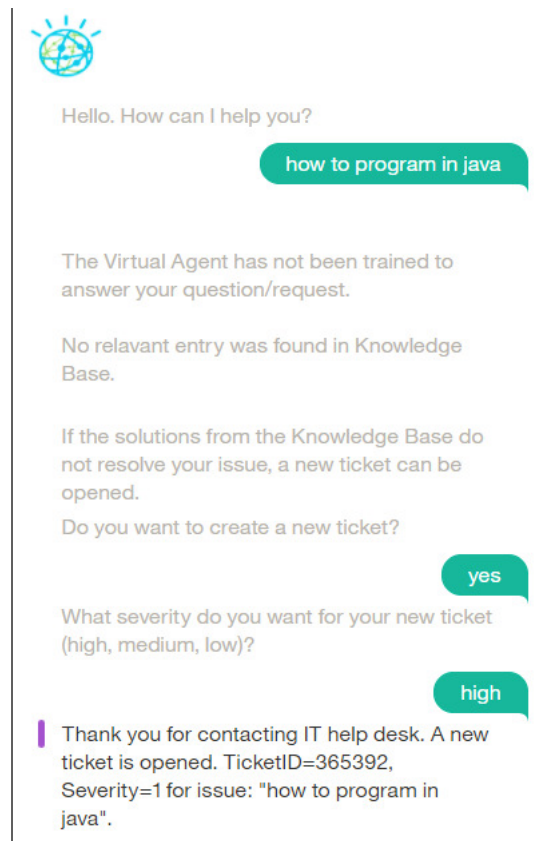 Hello. How can I help you?
how to program in java
The Virtual Agent has not been trained to
answer your question/request.
No relavant entry was found in Knowledge
Base.
If the solutions from the Knowledge Base do
not resolve your issue, a new ticket can be
opened.
Do you want to create a new ticket?
yes
What severity do you want for your new ticket
(high, medium, low)?
high
Thank you for contacting IT help desk. A new
ticket is opened. TicketID=365392,
Severity=1 for issue: "how to program in
java".